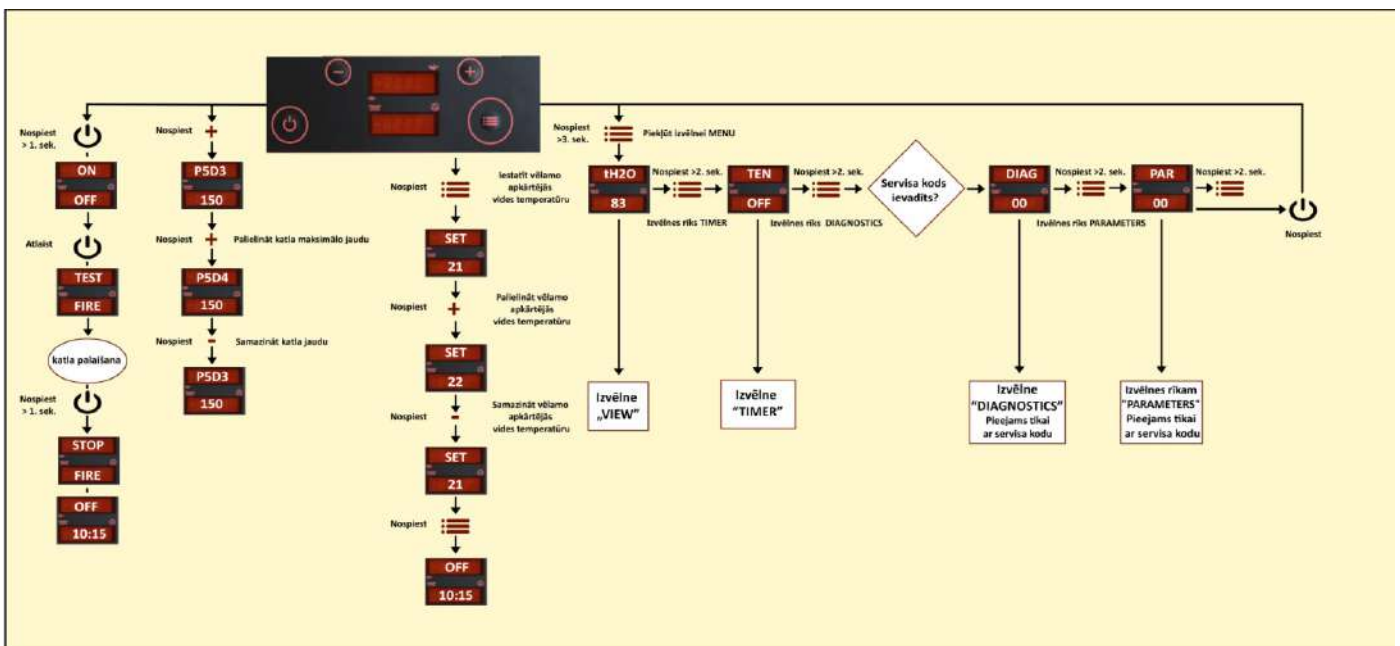 Nospiest
> 1. sek.
ON
OFF
Atlaist
TEST
FIRE
katla palaišana
Nospiest
> 1. sek.
STOP
FIRE
OFF
10:15
Nospiest +
P5D3
150
Nospiest +
Palielināt katla maksimālo jaudu
P5D4
150
Nospiest -
Samazināt katla jaudu
P5D3
150
Nospiest
Iestatīt vēlamo
apkārtējās
vides temperatūru
SET
21
Nospiest +
Palielināt vēlamo
apkārtējās
vides temperatūru
SET
22
Nospiest -
Samazināt vēlamo
apkārtējās
vides temperatūru
SET
21
Nospiest
OFF
10:15
Nospiest
>3. sek.
Piekļūt izvēlnei MENU
tH2O
83
Nospiest >2. sek.
Izvēlnes rīks TIMER
TEN
OFF
Nospiest >2. sek.
Izvēlnes rīks DIAGNOSTICS
Servisa kods
ievadīts?
DIAG
00
Nospiest >2. sek.
Izvēlnes rīks PARAMETERS
PAR
00
Nospiest >2. sek.
Nospiest
Izvēlne
„VIEW"
Izvēlne
"TIMER"
Izvēlne
"DIAGNOSTICS"
Pieejams tikai
ar servisa kodu
Izvēlnes rīkam
"PARAMETERS"
Pieejams tikai
ar servisa kodu